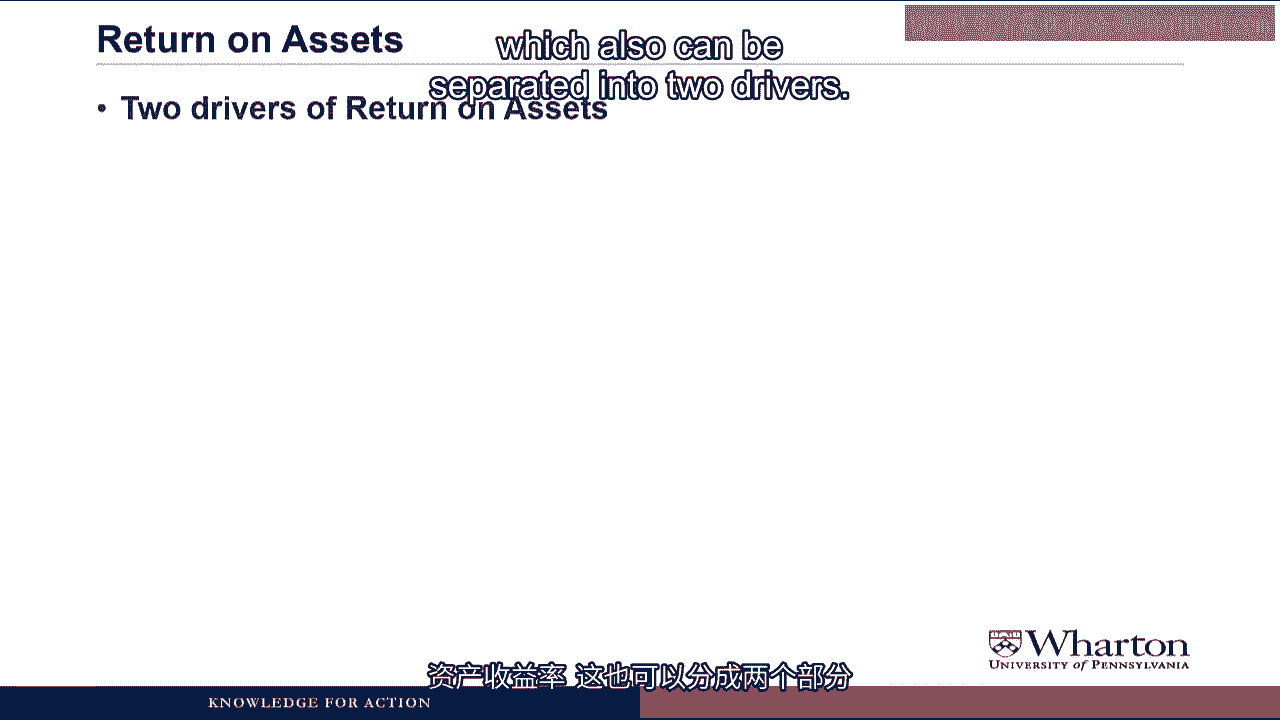 Return on Assets
which also can be
separated into two drivers.
• Two drivers of Return on Assets
Wharton
UNIVERSITY of PENNSYLVANIA
资产收益率 这也可以分成两个部分
KNOWLEDGE FOR ACTION